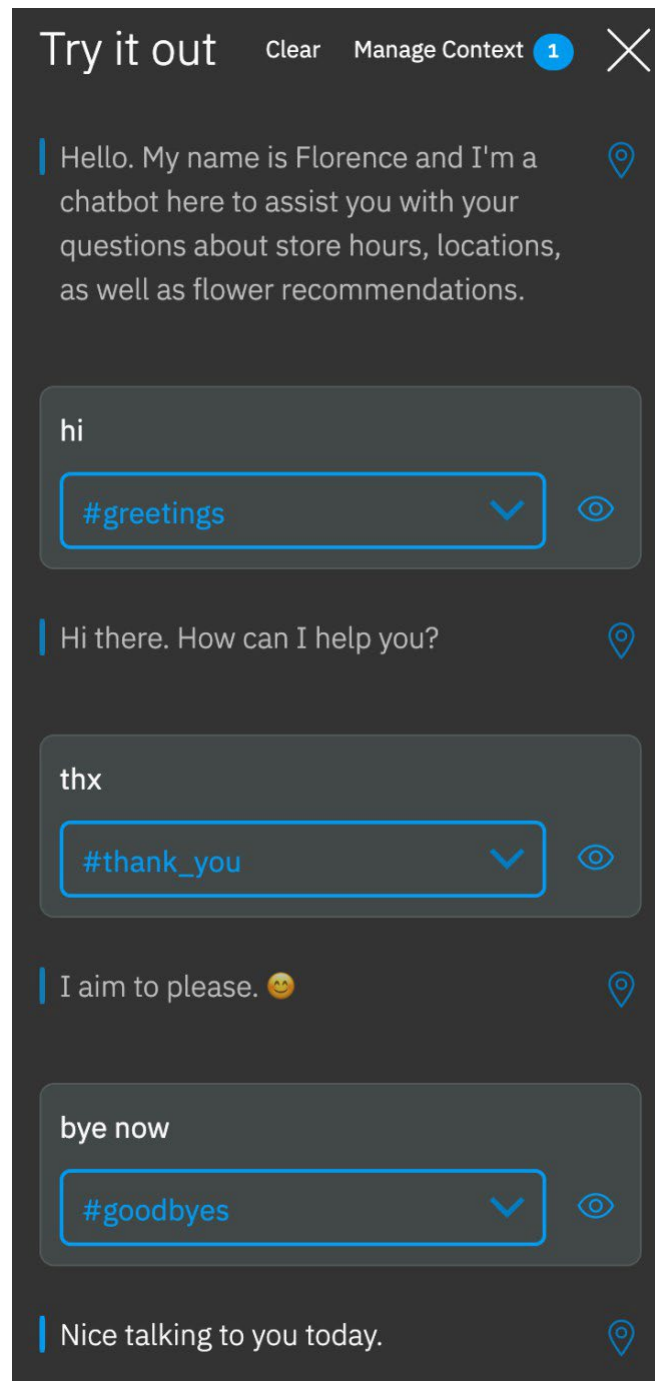 Try it out Clear Manage Context 1
Hello. My name is Florence and I'm a
chatbot here to assist you with your
questions about store hours, locations,
as well as flower recommendations.
hi
#greetings
Hi there. How can I help you?
thx
#thank_you
I aim to please. 😊
bye now
#goodbyes
Nice talking to you today.